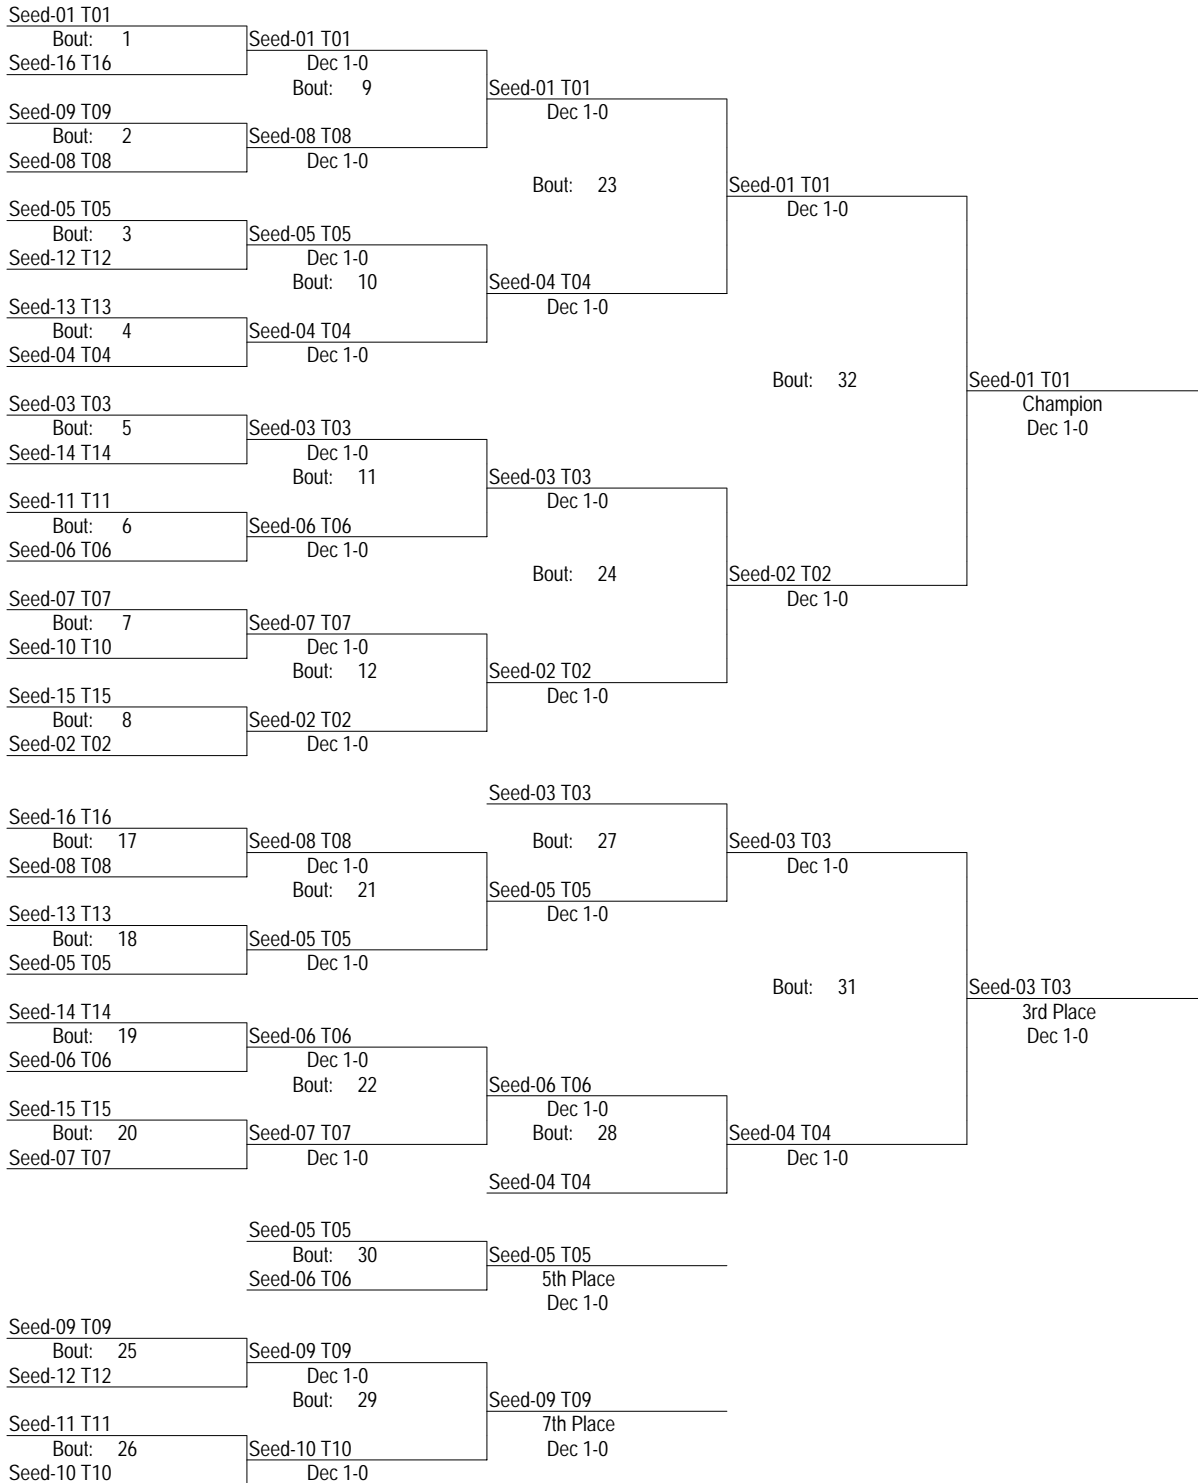 Seed-01 T01
Bout: 1 Seed-01 T01
Seed-16 T16 Dec 1-0
Bout: 9 Seed-01 T01
Seed-09 T09 Dec 1-0
Bout: 2 Seed-08 T08
Seed-08 T08 Dec 1-0
Bout: 23 Seed-01 T01
Seed-05 T05 Dec 1-0
Bout: 3 Seed-05 T05
Seed-12 T12 Dec 1-0
Bout: 10 Seed-04 T04
Seed-13 T13 Dec 1-0
Bout: 4 Seed-04 T04
Seed-04 T04 Dec 1-0
Bout: 32 Seed-01 T01
Seed-03 T03 Champion
Bout: 5 Seed-03 T03 Dec 1-0
Seed-14 T14 Dec 1-0
Bout: 11 Seed-03 T03
Seed-11 T11 Dec 1-0
Bout: 6 Seed-06 T06
Seed-06 T06 Dec 1-0
Bout: 24 Seed-02 T02
Seed-07 T07 Dec 1-0
Bout: 7 Seed-07 T07
Seed-10 T10 Dec 1-0
Bout: 12 Seed-02 T02
Seed-15 T15 Dec 1-0
Bout: 8 Seed-02 T02
Seed-02 T02 Dec 1-0
Seed-03 T03
Seed-16 T16
Bout: 17 Seed-08 T08 Bout: 27 Seed-03 T03
Seed-08 T08 Dec 1-0 Dec 1-0
Bout: 21 Seed-05 T05
Seed-13 T13 Dec 1-0
Bout: 18 Seed-05 T05
Seed-05 T05 Dec 1-0
Bout: 31 Seed-03 T03
Seed-14 T14 3rd Place
Bout: 19 Seed-06 T06 Dec 1-0
Seed-06 T06 Dec 1-0
Bout: 22 Seed-06 T06
Seed-15 T15 Dec 1-0
Bout: 20 Seed-07 T07 Bout: 28 Seed-04 T04
Seed-07 T07 Dec 1-0 Dec 1-0
Seed-04 T04
Seed-05 T05
Bout: 30 Seed-05 T05
Seed-06 T06 5th Place
Dec 1-0
Seed-09 T09
Bout: 25 Seed-09 T09
Seed-12 T12 Dec 1-0
Bout: 29 Seed-09 T09
Seed-11 T11 7th Place
Bout: 26 Seed-10 T10 Dec 1-0
Seed-10 T10 Dec 1-0